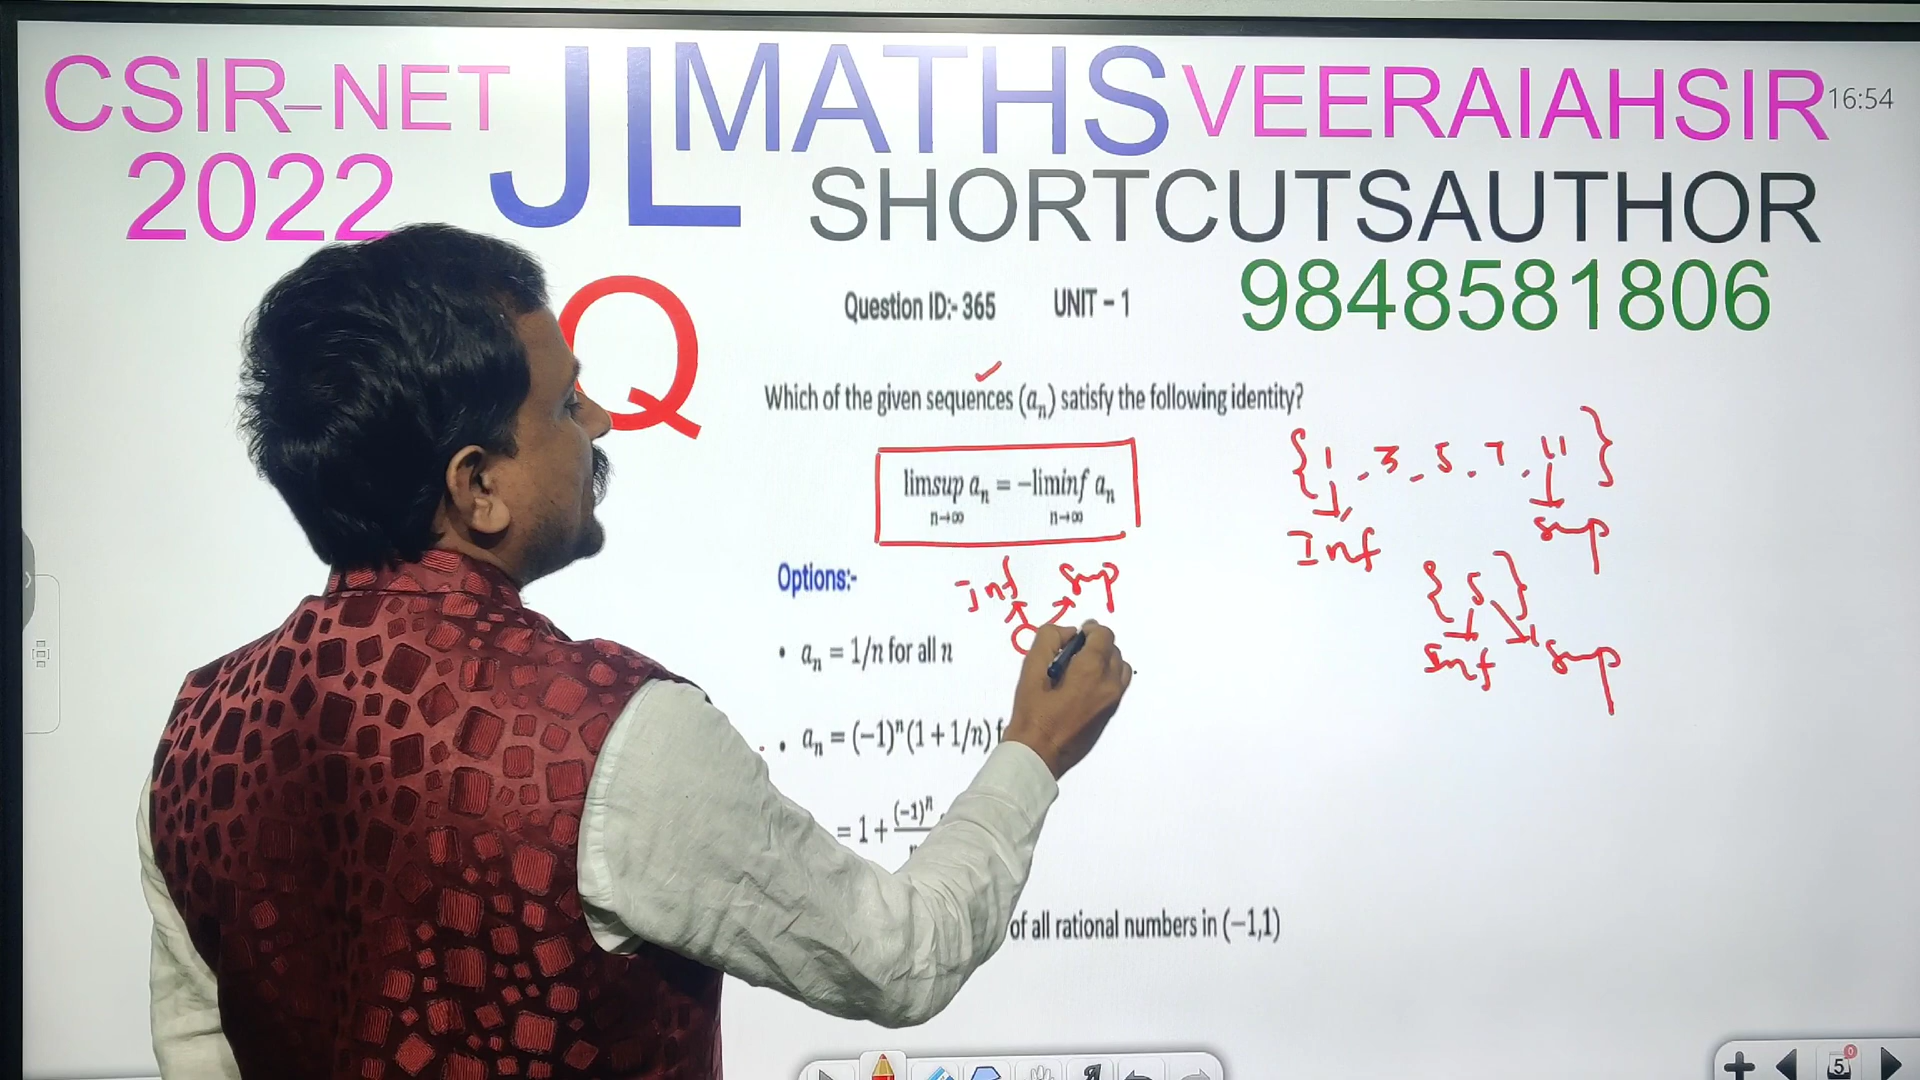 CSIR-NET JL MATHS VEERAIAHSIR 16:54
2022 SHORTCUTSAUTHOR
Q 9848581806
Question ID:- 365 UNIT - 1
Which of the given sequences (aₙ) satisfy the following identity?
limsup aₙ = -liminf aₙ
n→∞ n→∞
{1, 3, 5, 7, 11}
Inf Sup
Options:-
Inf Sup
{5}
Inf Sup
• aₙ = 1/n for all n
• aₙ = (-1)ⁿ(1 + 1/n)
= 1 + (-1)ⁿ
of all rational numbers in (-1,1)
5